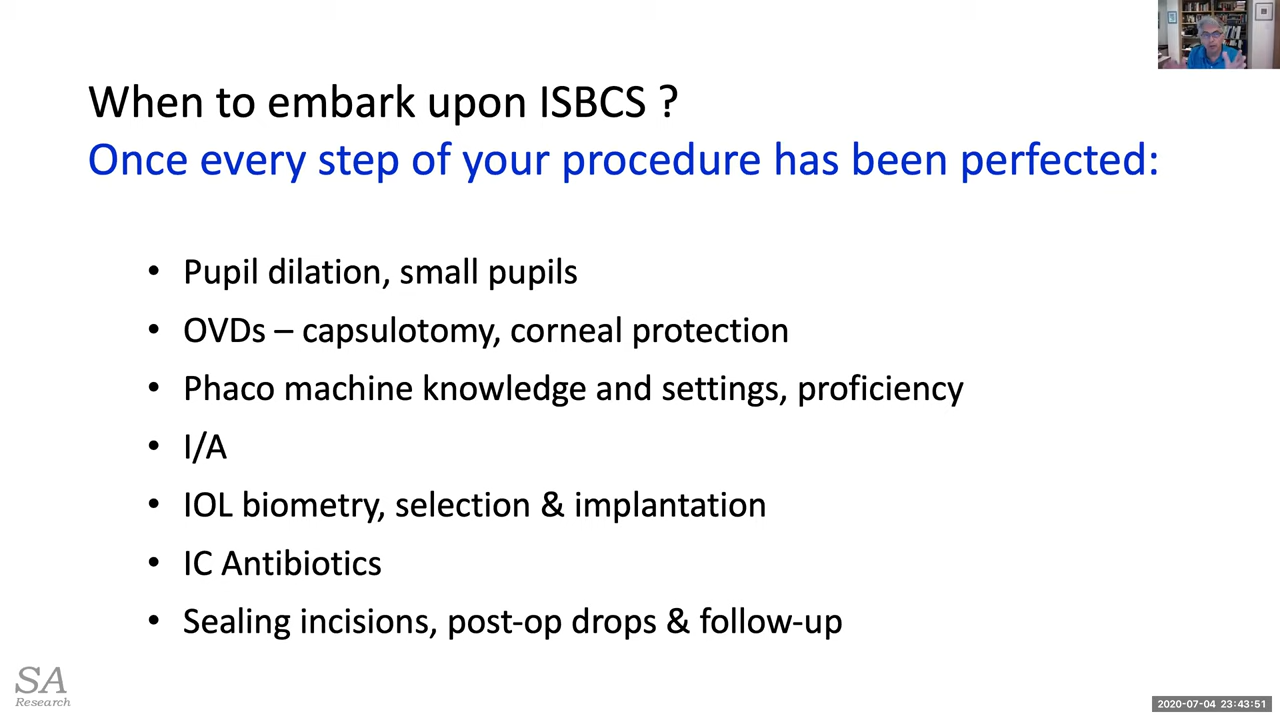 When to embark upon ISBCS ?
Once every step of your procedure has been perfected:
• Pupil dilation, small pupils
• OVDs – capsulotomy, corneal protection
• Phaco machine knowledge and settings, proficiency
• I/A
• IOL biometry, selection & implantation
• IC Antibiotics
• Sealing incisions, post-op drops & follow-up
SA
Research
2020-07-04 23:43:51